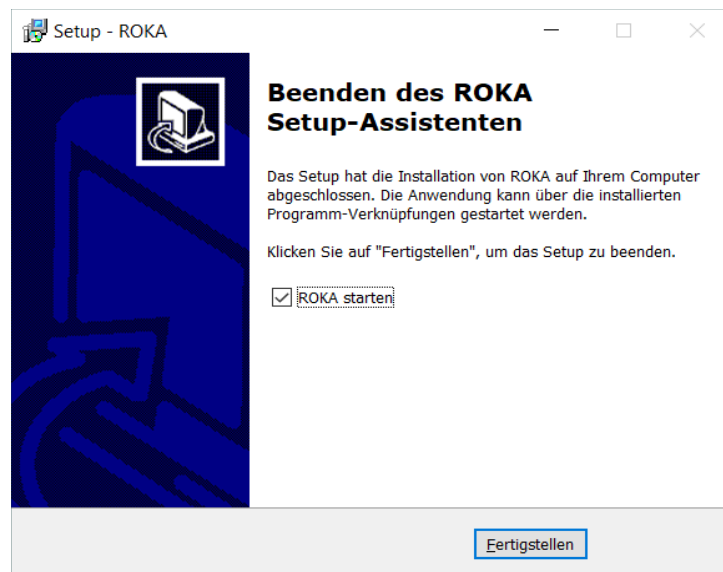 Setup - ROKA
Beenden des ROKA
Setup-Assistenten
Das Setup hat die Installation von ROKA auf Ihrem Computer
abgeschlossen. Die Anwendung kann über die installierten
Programm-Verknüpfungen gestartet werden.
Klicken Sie auf "Fertigstellen", um das Setup zu beenden.
ROKA starten
Fertigstellen